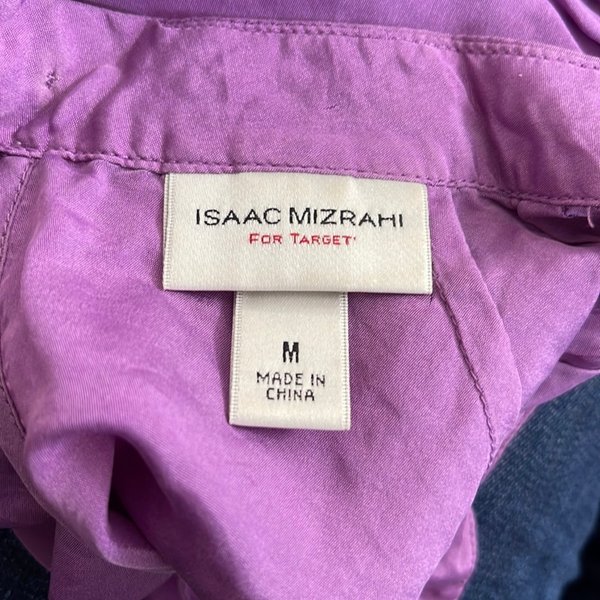 ISAAC MIZRAHI
FOR TARGET
M
MADE IN
CHINA